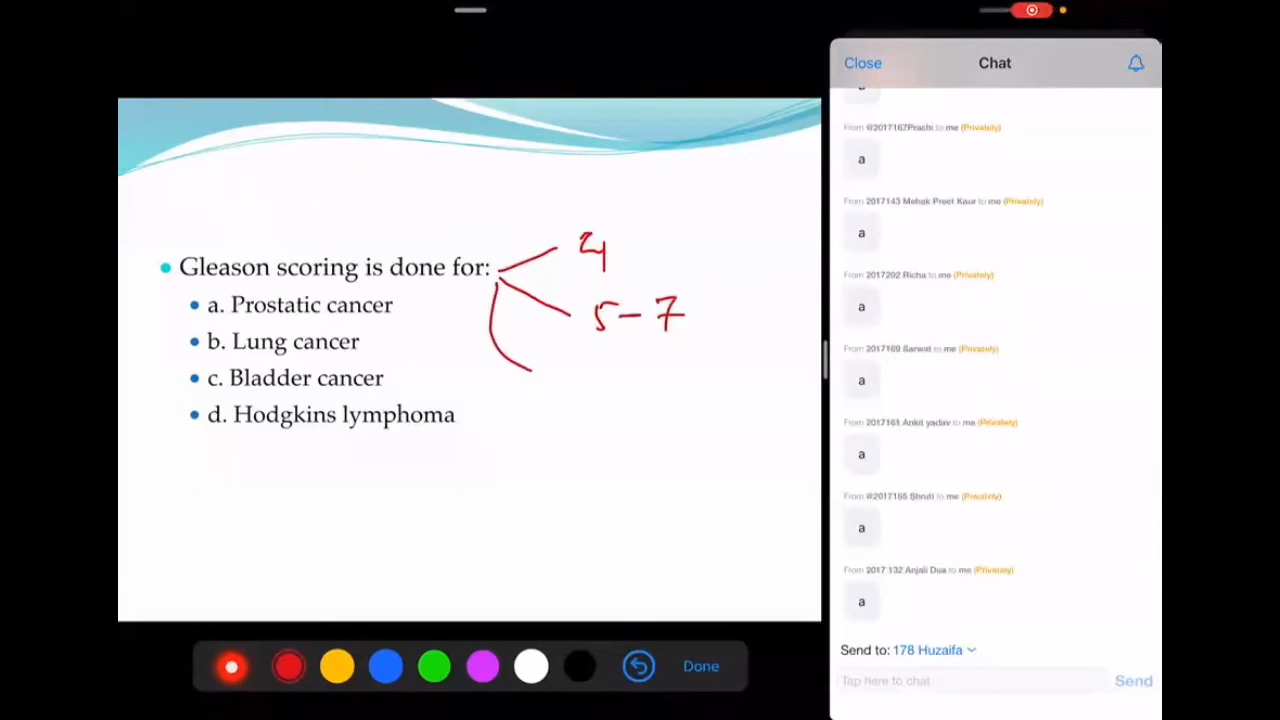 Gleason scoring is done for:
a. Prostatic cancer
b. Lung cancer
c. Bladder cancer
d. Hodgkins lymphoma
5-7
Done
Close
Chat
From @2017167Prachi to me (Privately)
a
From 2017143 Mehak Preet Kaur to me (Privately)
a
From 2017202 Richa to me (Privately)
a
From 2017169 Sarwat to me (Privately)
a
From 2017161 Ankit yadav to me (Privately)
a
From @2017165 Shruti to me (Privately)
a
From 2017 132 Anjali Dua to me (Privately)
a
Send to: 178 Huzaifa
Tap here to chat
Send